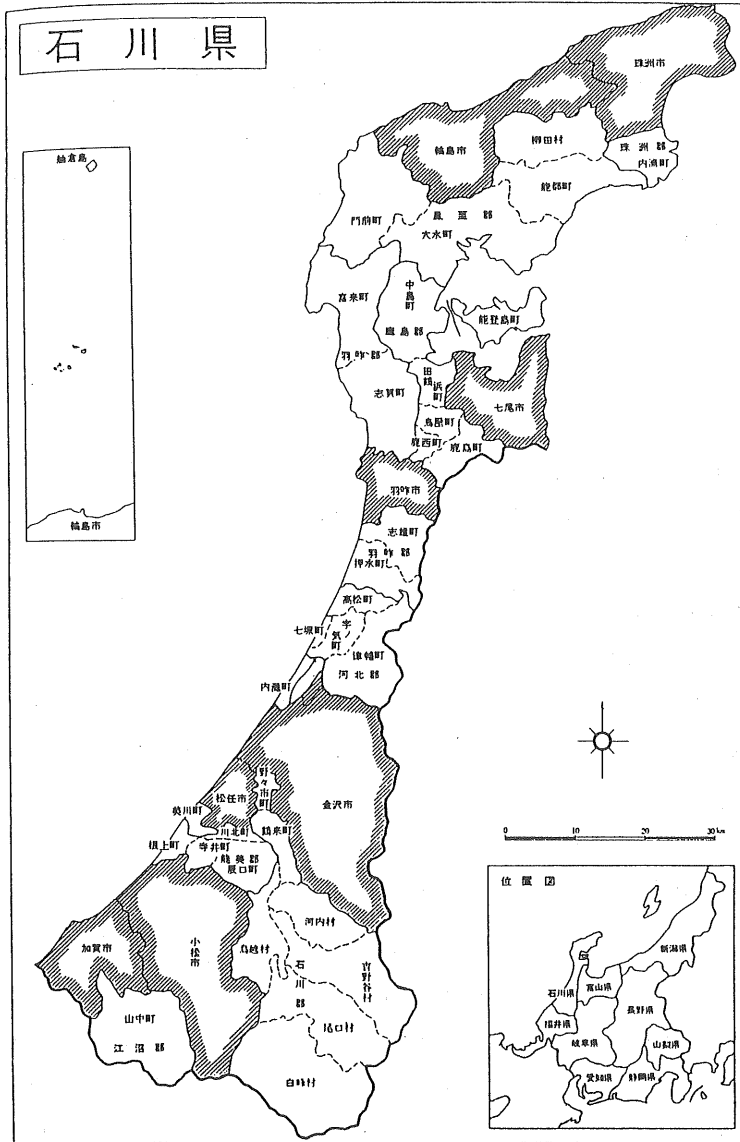 石川県
舳倉島
輪島市
珠洲市
輪島市
柳田村
珠洲郡
内浦町
能都町
鳳至郡
穴水町
門前町
富来町
中島町
鹿島郡
能登島町
羽咋郡
志賀町
田鶴浜町
七尾市
鳥屋町
鹿西町
鹿島町
羽咋市
志雄町
羽咋郡
押水町
高松町
七塚町
宇ノ気町
津幡町
河北郡
内灘町
野々市町
松任市
金沢市
美川町
川北町
鶴来町
根上町
寺井町
能美郡
辰口町
加賀市
小松市
鳥越村
河内村
石川郡
吉野谷村
尾口村
山中町
江沼郡
白峰村
0 10 20 30 km
位置図
新潟県
石川県
富山県
福井県
長野県
岐阜県
山梨県
愛知県
静岡県